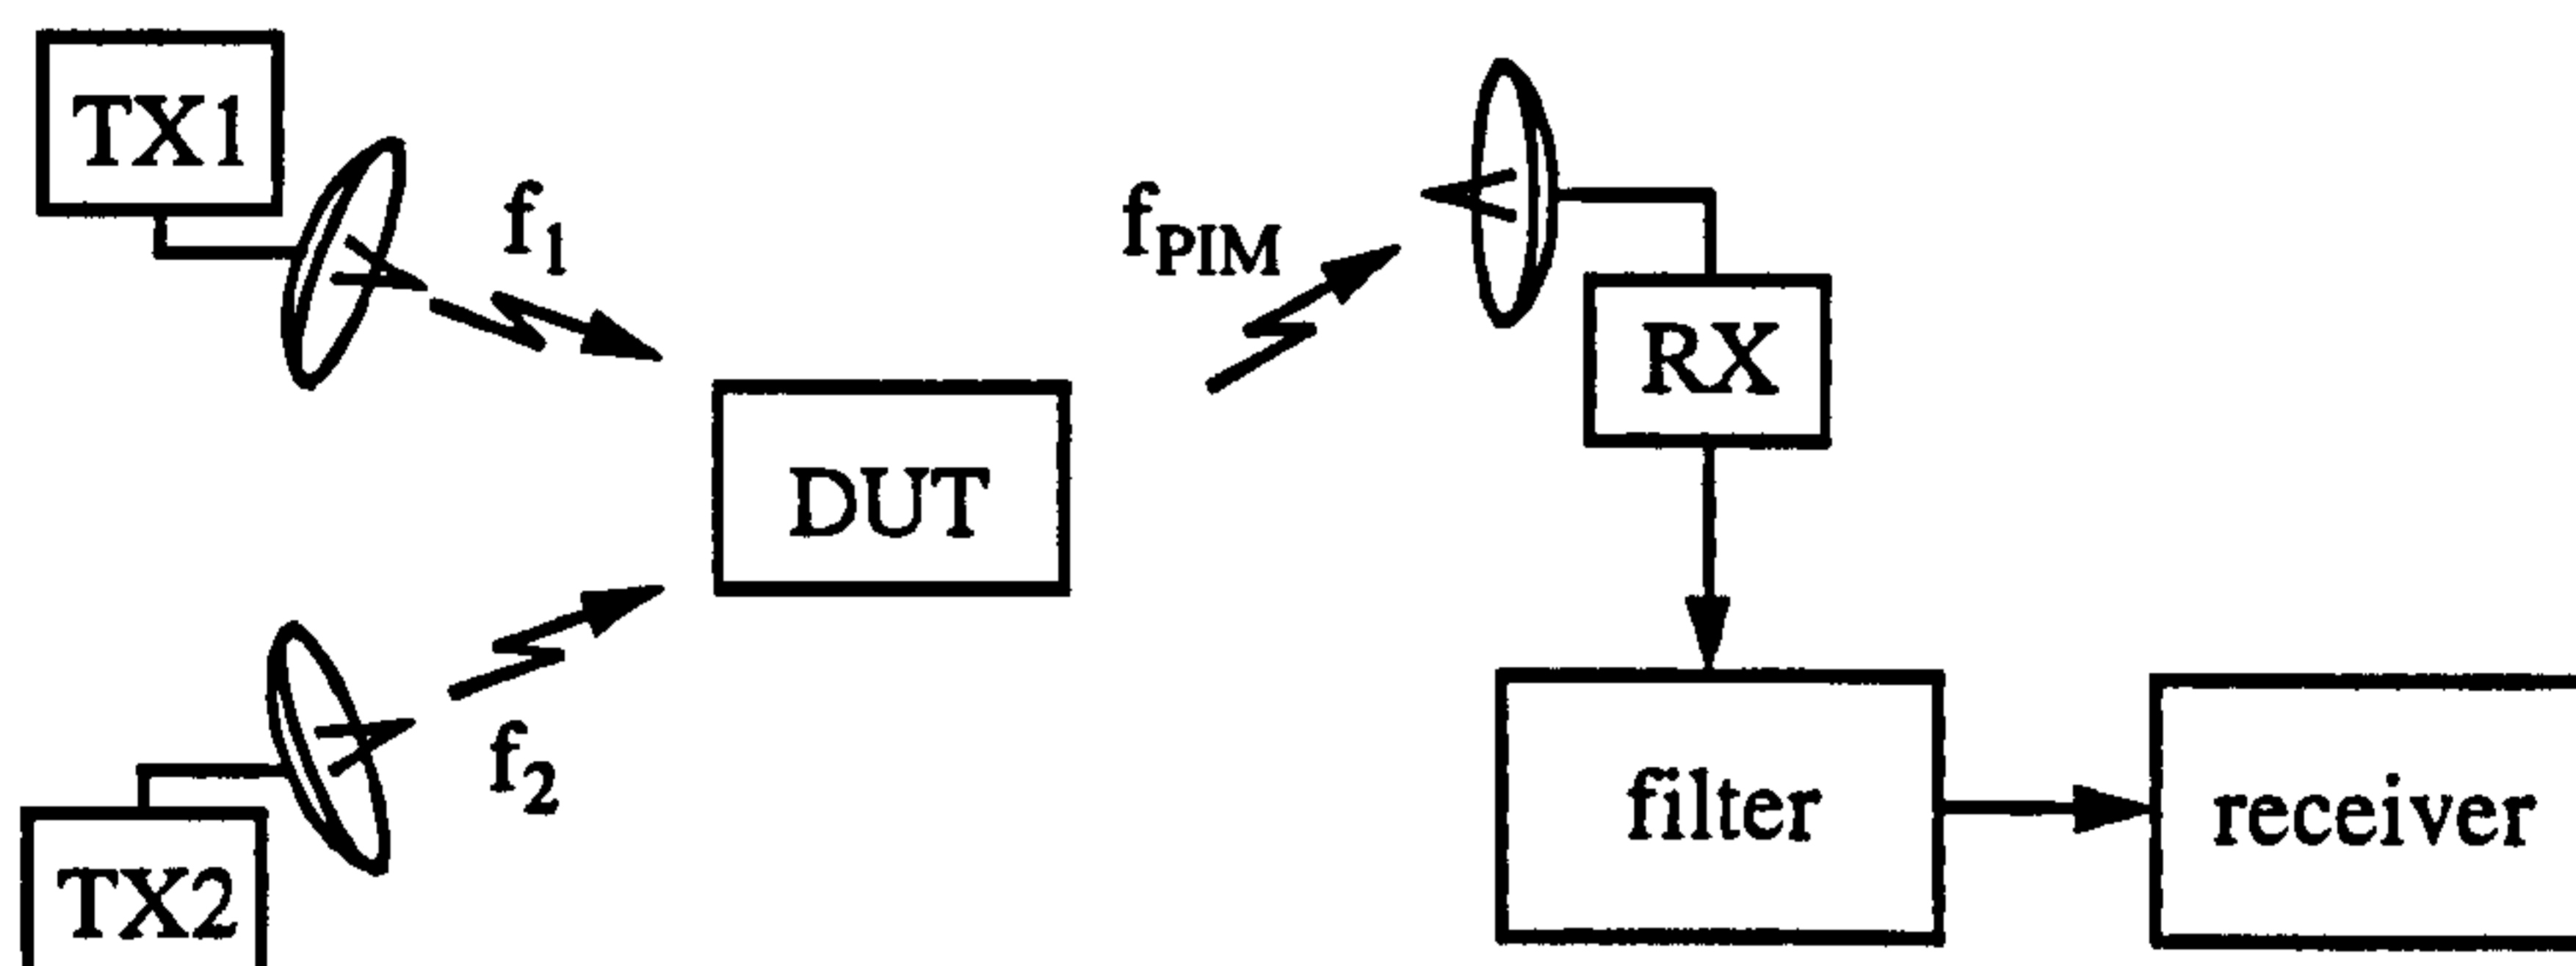 TX1
f1
fPIM
RX
DUT
f2
TX2
filter
receiver